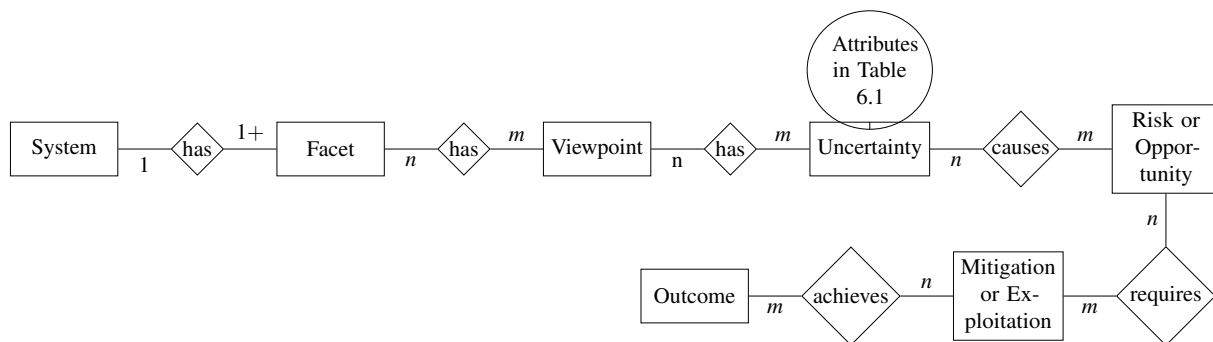 Attributes
in Table
6.1
System
1
has
1+
Facet
n
has
m
Viewpoint
n
has
m
Uncertainty
n
causes
m
Risk or
Oppor-
tunity
n
requires
m
Mitigation
or Ex-
ploitation
n
achieves
m
Outcome